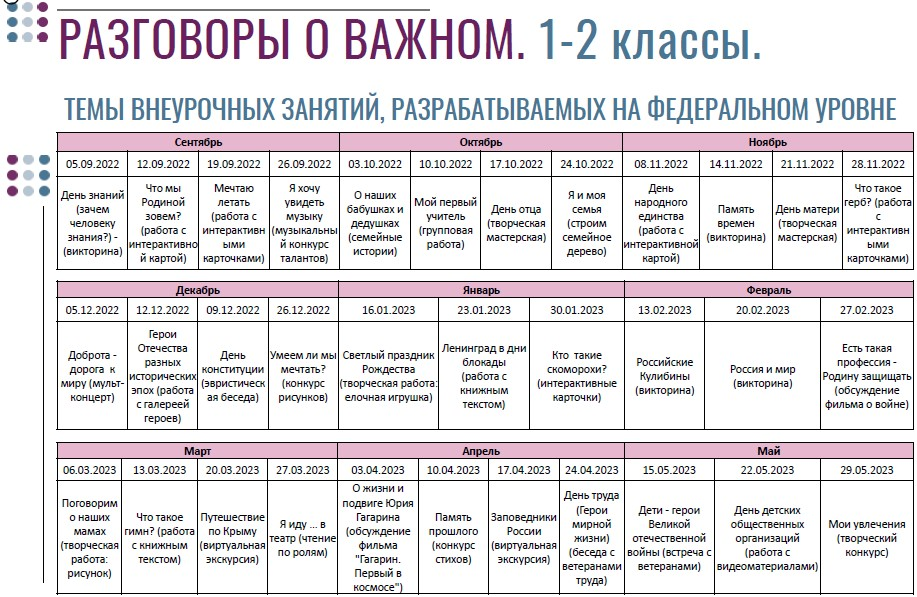 РАЗГОВОРЫ О ВАЖНОМ. 1-2 классы.
ТЕМЫ ВНЕУРОЧНЫХ ЗАНЯТИЙ, РАЗРАБАТЫВАЕМЫХ НА ФЕДЕРАЛЬНОМ УРОВНЕ
Сентябрь Октябрь Ноябрь
05.09.2022 12.09.2022 19.09.2022 26.09.2022 03.10.2022 10.10.2022 17.10.2022 24.10.2022 08.11.2022 14.11.2022 21.11.2022 28.11.2022
День знаний
(зачем
человеку
знания?) -
(викторина)
Что мы
Родиной
зовем?
(работа с
интерактивно
й картой)
Мечтаю
летать
(работа с
интерактивн
ыми
карточками)
Я хочу
увидеть
музыку
(музыкальны
й конкурс
талантов)
О наших
бабушках и
дедушках
(семейные
истории)
Мой первый
учитель
(групповая
работа)
День отца
(творческая
мастерская)
Я и моя
семья
(строим
семейное
дерево)
День
народного
единства
(работа с
интерактивной
картой)
Память
времен
(викторина)
День матери
(творческая
мастерская)
Что такое
герб? (работа
с
интерактивн
ыми
карточками)
Декабрь Январь Февраль
05.12.2022 12.12.2022 09.12.2022 26.12.2022 16.01.2023 23.01.2023 30.01.2023 13.02.2023 20.02.2023 27.02.2023
Доброта -
дорога к
миру (мульт-
концерт)
Герои
Отечества
разных
исторических
эпох (работа
с галереей
героев)
День
конституции
(эвристическ
ая беседа)
Умеем ли мы
мечтать?
(конкурс
рисунков)
Светлый праздник
Рождества
(творческая работа:
елочная игрушка)
Ленинград в дни
блокады
(работа с
книжным
текстом)
Кто такие
скоморохи?
(интерактивные
карточки)
Российские
Кулибины
(викторина)
Россия и мир
(викторина)
Есть такая
профессия -
Родину защищать
(обсуждение
фильма о войне)
Март Апрель Май
06.03.2023 13.03.2023 20.03.2023 27.03.2023 03.04.2023 10.04.2023 17.04.2023 24.04.2023 15.05.2023 22.05.2023 29.05.2023
Поговорим
о наших
мамах
(творческая
работа:
рисунок)
Что такое
гимн? (работа
с книжным
текстом)
Путешествие
по Крыму
(виртуальная
экскурсия)
Я иду ... в
театр (чтение
по ролям)
О жизни и
подвиге Юрия
Гагарина
(обсуждение
фильма
"Гагарин.
Первый в
космосе")
Память
прошлого
(конкурс
стихов)
Заповедники
России
(виртуальная
экскурсия)
День труда
(Герои
мирной
жизни)
(беседа с
ветеранами
труда)
Дети - герои
Великой
отечественной
войны (встреча с
ветеранами)
День детских
общественных
организаций
(работа с
видеоматериалами)
Мои увлечения
(творческий
конкурс)